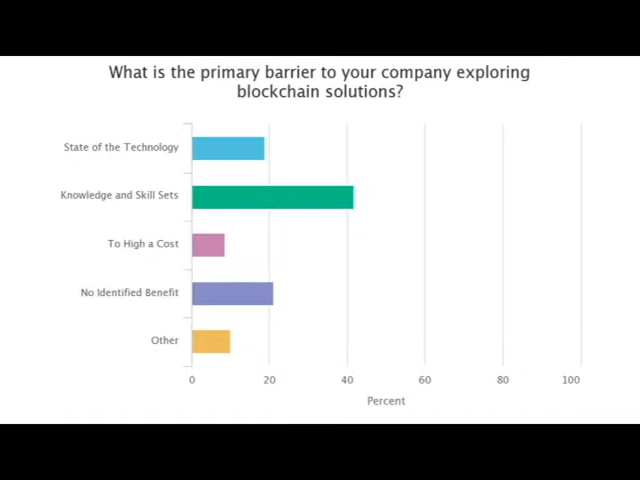 What is the primary barrier to your company exploring
blockchain solutions?
State of the Technology
Knowledge and Skill Sets
To High a Cost
No Identified Benefit
Other
0 20 40 60 80 100
Percent